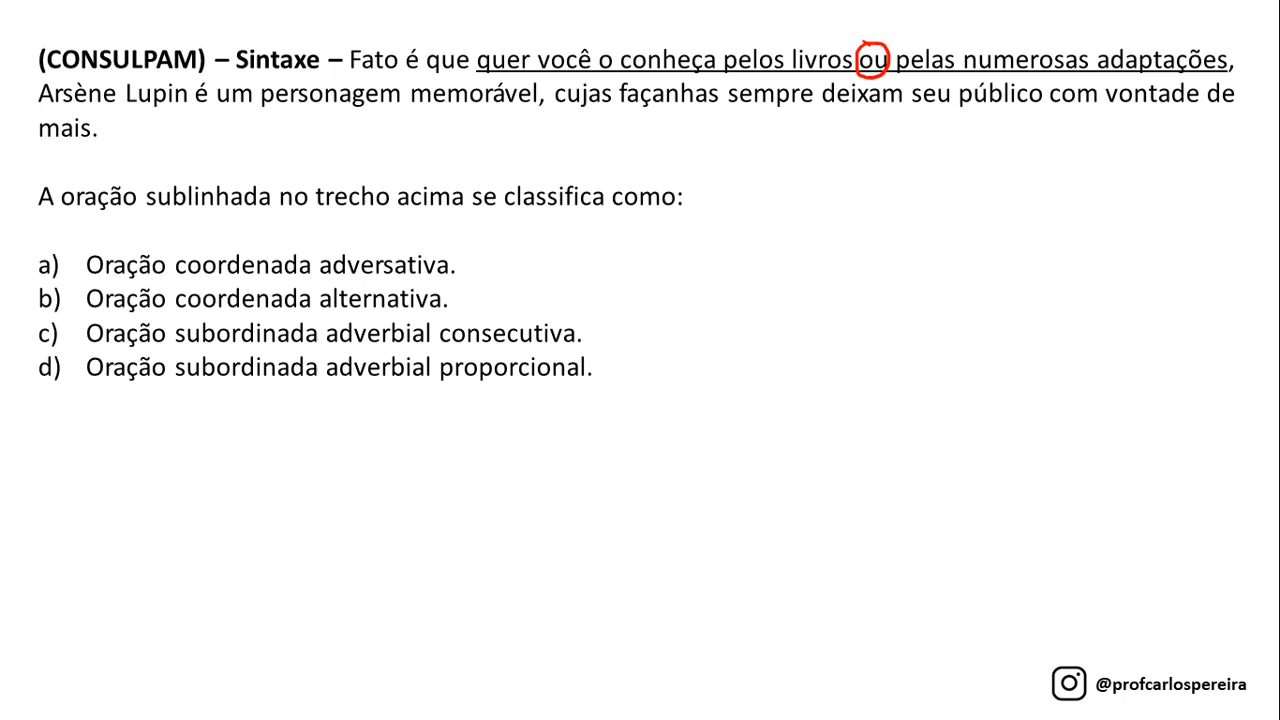 (CONSULPAM) – Sintaxe – Fato é que quer você o conheça pelos livros ou pelas numerosas adaptações,
Arsène Lupin é um personagem memorável, cujas façanhas sempre deixam seu público com vontade de
mais.
A oração sublinhada no trecho acima se classifica como:
a) Oração coordenada adversativa.
b) Oração coordenada alternativa.
c) Oração subordinada adverbial consecutiva.
d) Oração subordinada adverbial proporcional.
@profcarlospereira